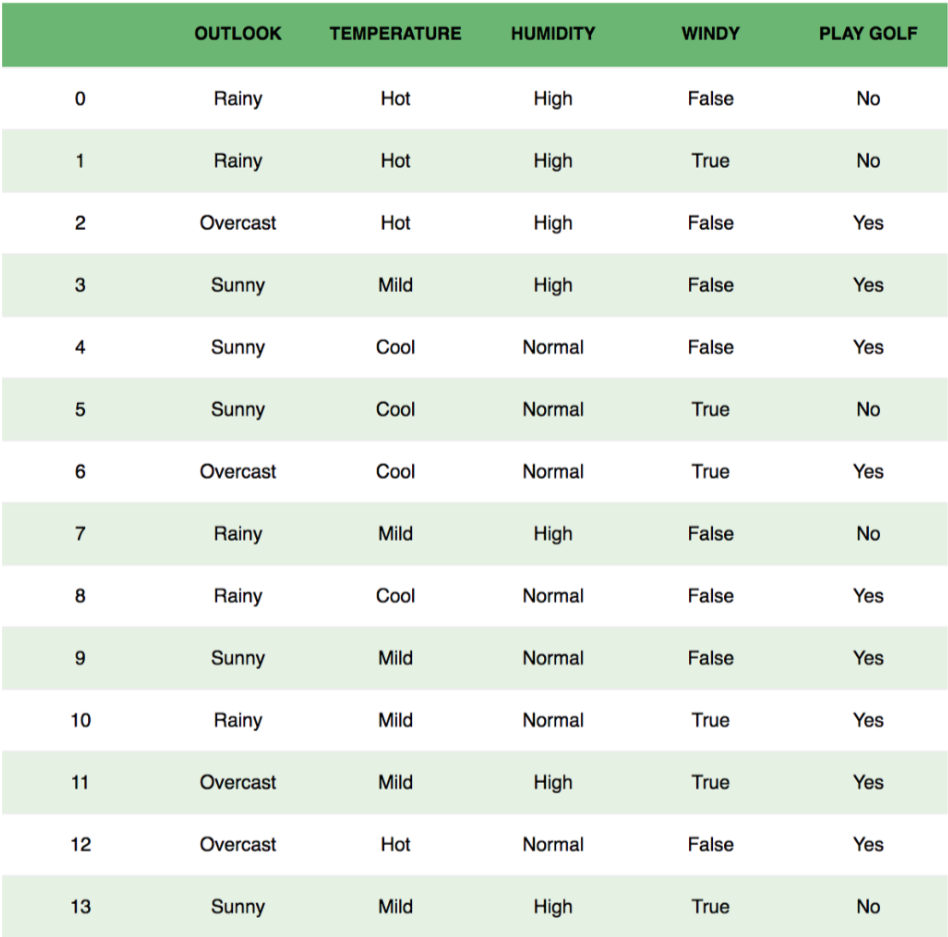 OUTLOOK TEMPERATURE HUMIDITY WINDY PLAY GOLF
0 Rainy Hot High False No
1 Rainy Hot High True No
2 Overcast Hot High False Yes
3 Sunny Mild High False Yes
4 Sunny Cool Normal False Yes
5 Sunny Cool Normal True No
6 Overcast Cool Normal True Yes
7 Rainy Mild High False No
8 Rainy Cool Normal False Yes
9 Sunny Mild Normal False Yes
10 Rainy Mild Normal True Yes
11 Overcast Mild High True Yes
12 Overcast Hot Normal False Yes
13 Sunny Mild High True No